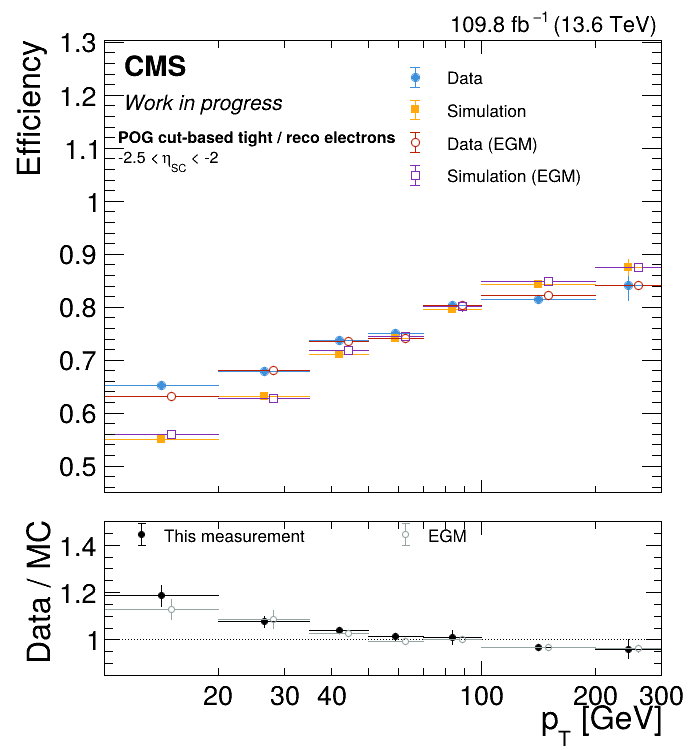 109.8 fb⁻¹ (13.6 TeV)
CMS
Work in progress
POG cut-based tight / reco electrons
-2.5 < η_SC < -2
Data
Simulation
Data (EGM)
Simulation (EGM)
Efficiency
1.3
1.2
1.1
1
0.9
0.8
0.7
0.6
0.5
This measurement
EGM
Data / MC
1.4
1.2
1
20 30 40 100 200 300
p_T [GeV]